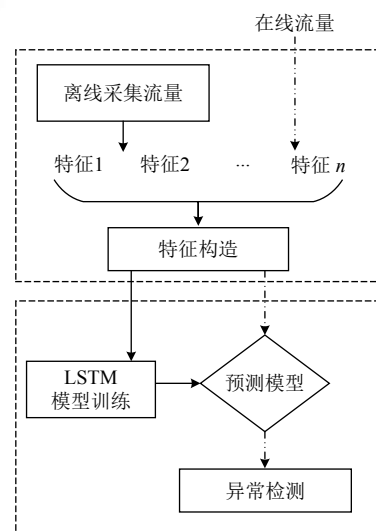 在线流量
离线采集流量
特征1 特征2 ... 特征 n
特征构造
LSTM
模型训练
预测模型
异常检测